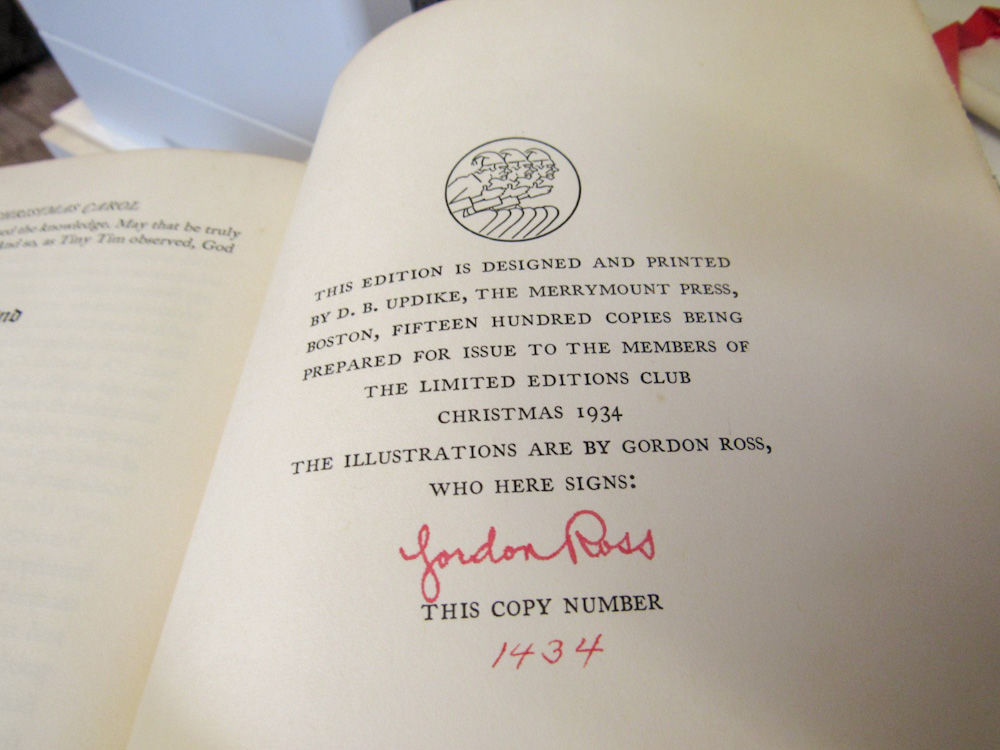 CHRISTMAS CAROL
the knowledge. May that be truly
And so, as Tiny Tim observed, God
THIS EDITION IS DESIGNED AND PRINTED
BY D. B. UPDIKE, THE MERRYMOUNT PRESS,
BOSTON, FIFTEEN HUNDRED COPIES BEING
PREPARED FOR ISSUE TO THE MEMBERS OF
THE LIMITED EDITIONS CLUB
CHRISTMAS 1934
THE ILLUSTRATIONS ARE BY GORDON ROSS,
WHO HERE SIGNS:
Gordon Ross
THIS COPY NUMBER
1434